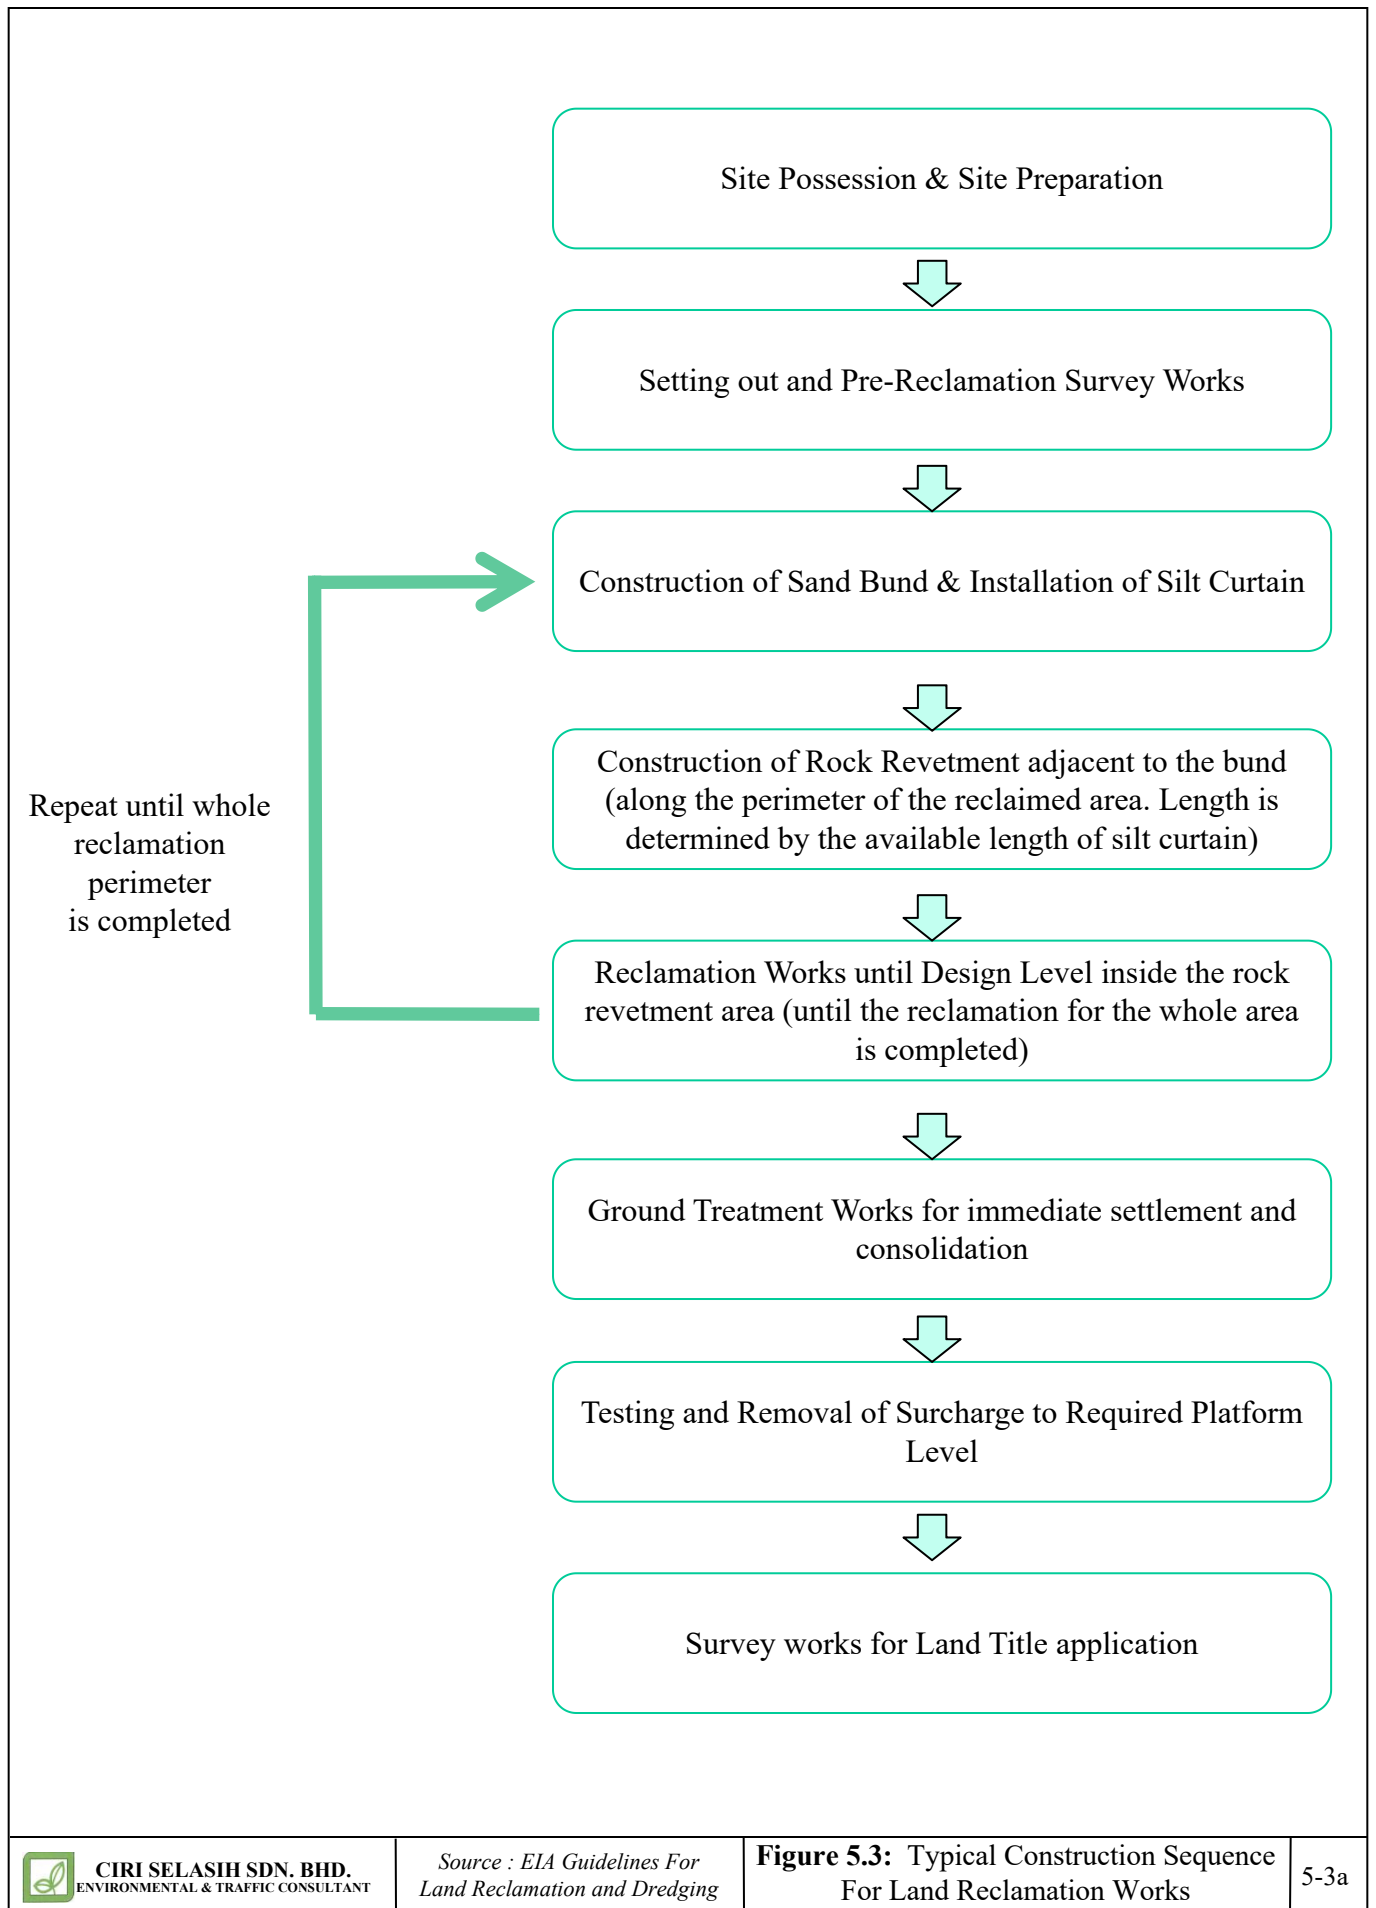 Site Possession & Site Preparation
Setting out and Pre-Reclamation Survey Works
Construction of Sand Bund & Installation of Silt Curtain
Construction of Rock Revetment adjacent to the bund
(along the perimeter of the reclaimed area. Length is
determined by the available length of silt curtain)
Repeat until whole
reclamation
perimeter
is completed
Reclamation Works until Design Level inside the rock
revetment area (until the reclamation for the whole area
is completed)
Ground Treatment Works for immediate settlement and
consolidation
Testing and Removal of Surcharge to Required Platform
Level
Survey works for Land Title application
CIRI SELASIH SDN. BHD.
ENVIRONMENTAL & TRAFFIC CONSULTANT
Source : EIA Guidelines For
Land Reclamation and Dredging
Figure 5.3: Typical Construction Sequence
For Land Reclamation Works
5-3a